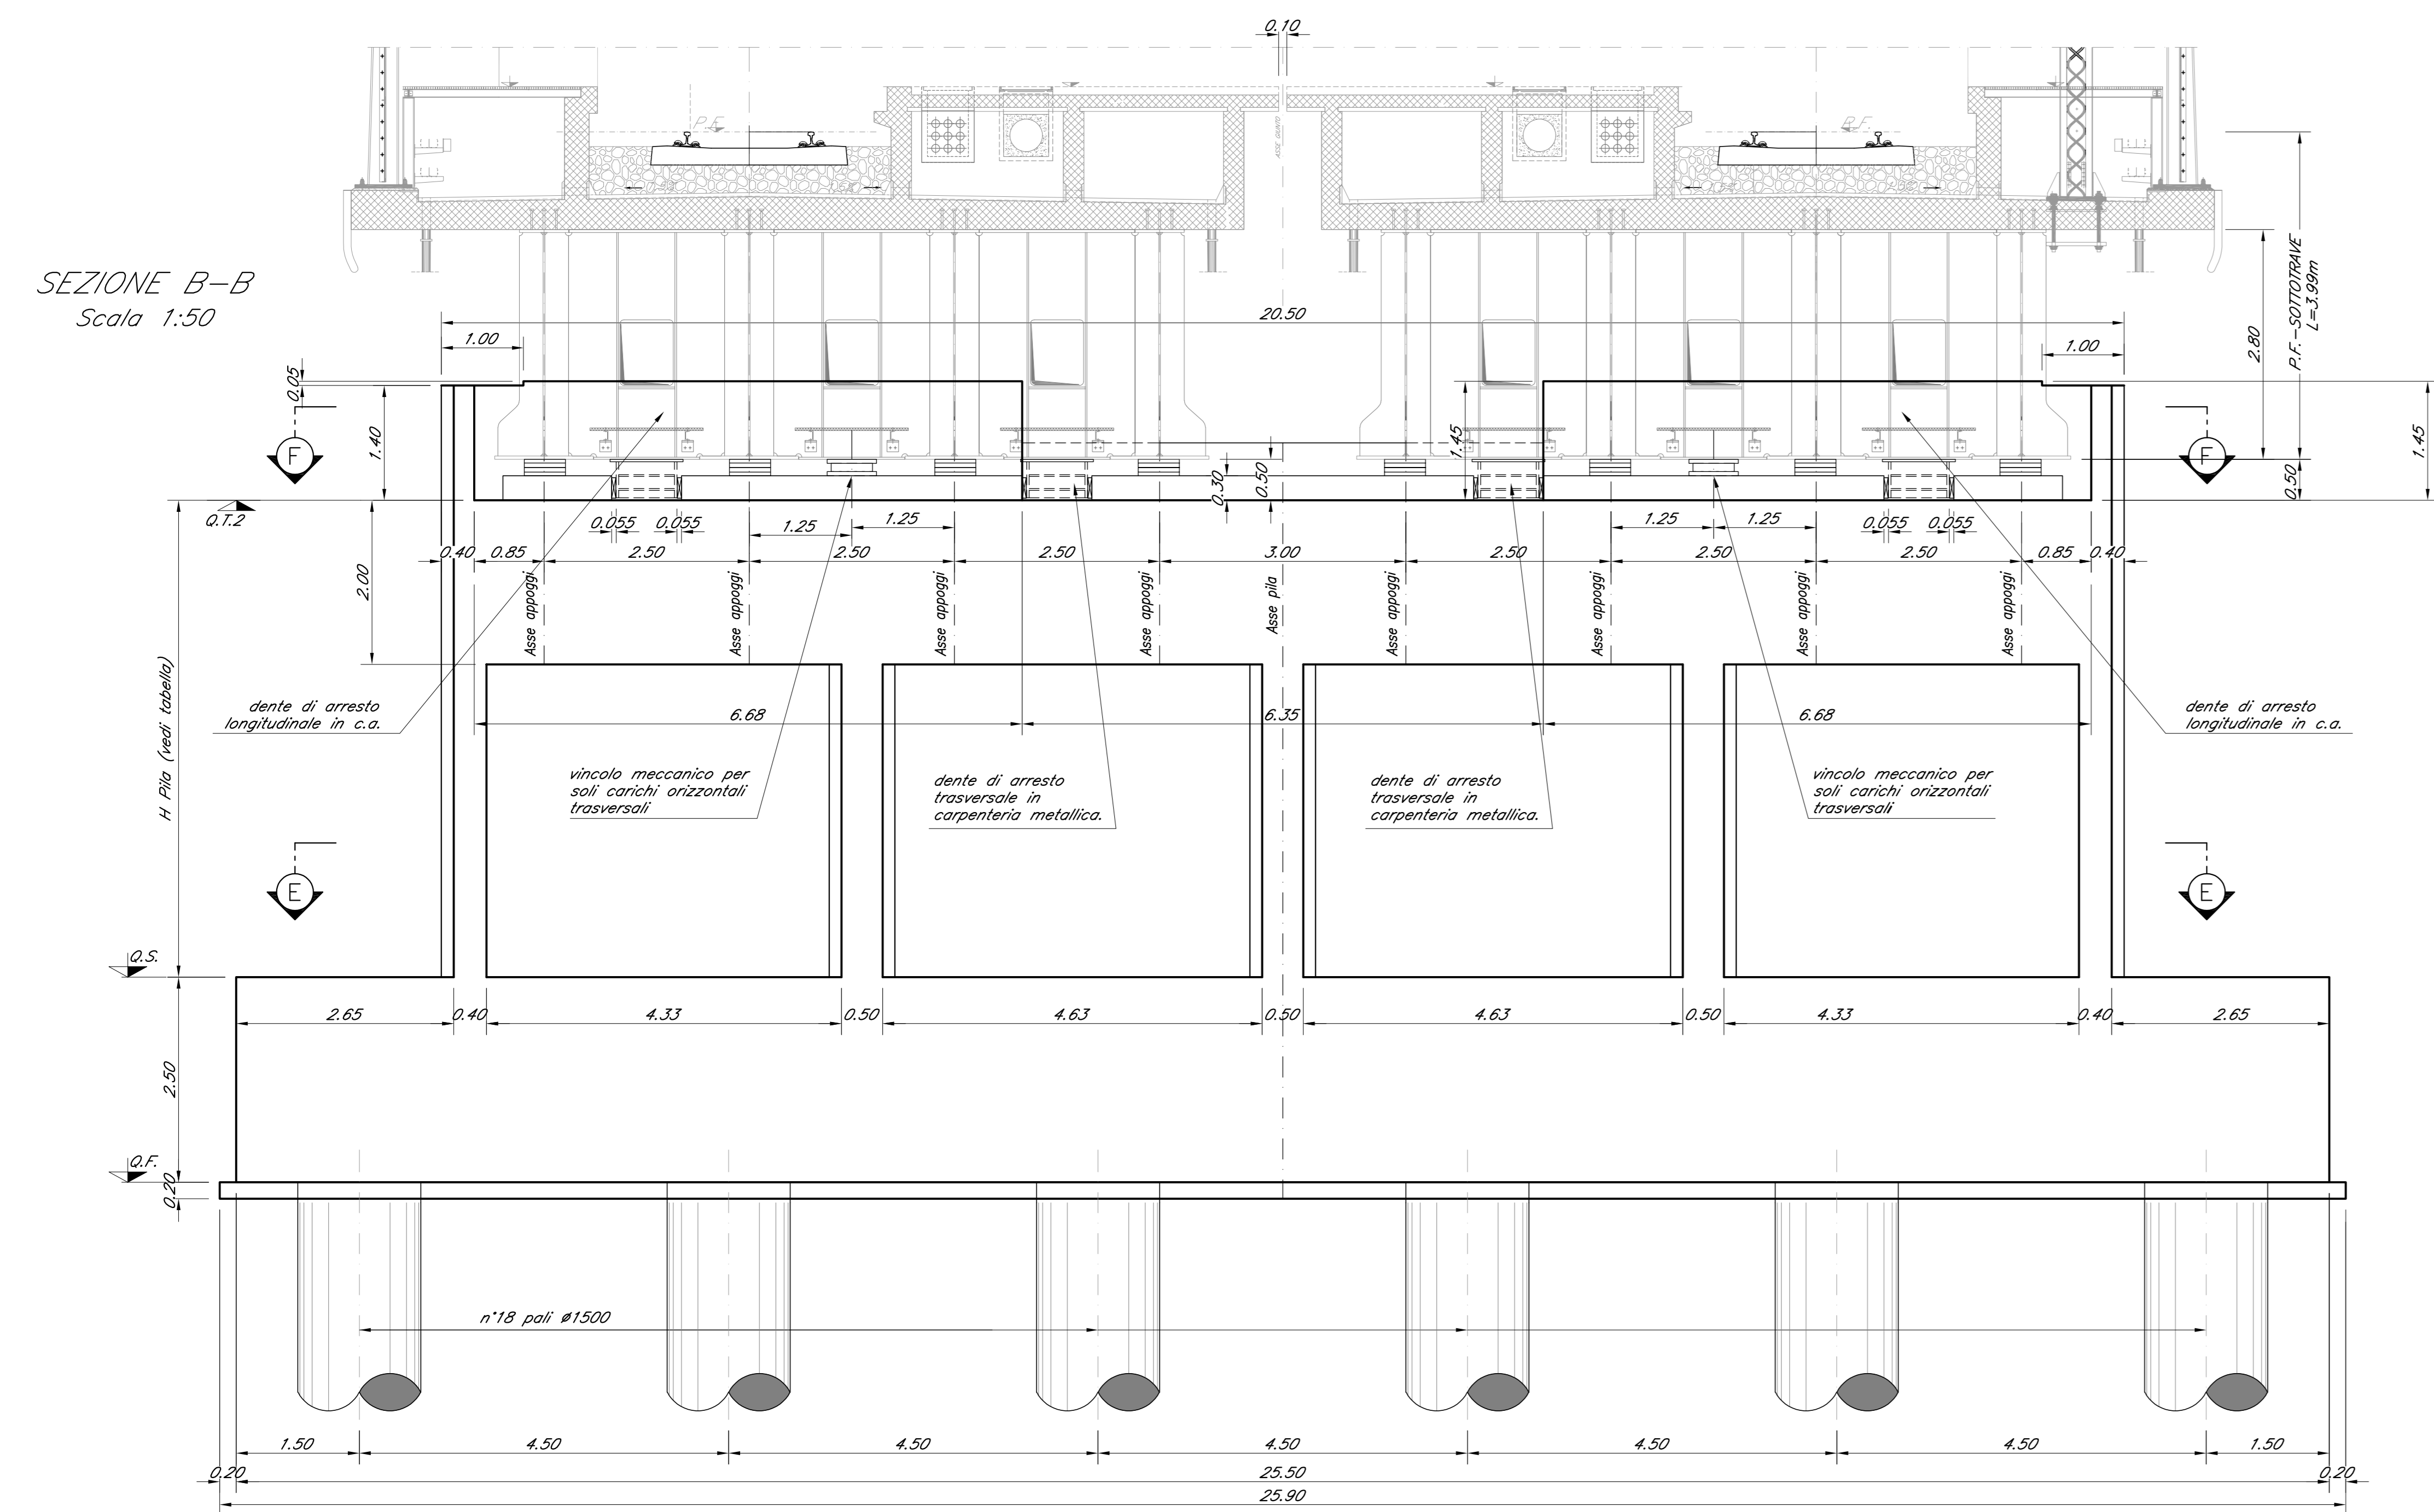 0.10
P.F.
P.F.
ASSE GIUNTO
SEZIONE B-B
Scala 1:50
20.50
1.00
1.00
P.F.-SOTTOTRAVE
L=3.99m
2.80
0.05
1.40
1.45
1.45
F
F
0.30
0.50
0.50
Q.T.2
0.055
0.055
1.25
1.25
1.25
1.25
0.055
0.055
0.40
0.85
2.50
2.50
2.50
3.00
2.50
2.50
2.50
0.85
0.40
2.00
Asse appoggi
Asse appoggi
Asse appoggi
Asse appoggi
Asse pila
Asse appoggi
Asse appoggi
Asse appoggi
Asse appoggi
H Pila (vedi tabella)
dente di arresto
longitudinale in c.a.
6.68
6.35
6.68
dente di arresto
longitudinale in c.a.
vincolo meccanico per
soli carichi orizzontali
trasversali
dente di arresto
trasversale in
carpenteria metallica.
dente di arresto
trasversale in
carpenteria metallica.
vincolo meccanico per
soli carichi orizzontali
trasversali
E
E
Q.S.
2.65
0.40
4.33
0.50
4.63
0.50
4.63
0.50
4.33
0.40
2.65
2.50
Q.F.
0.20
n°18 pali ø1500
1.50
4.50
4.50
4.50
4.50
4.50
1.50
0.20
25.50
0.20
25.90